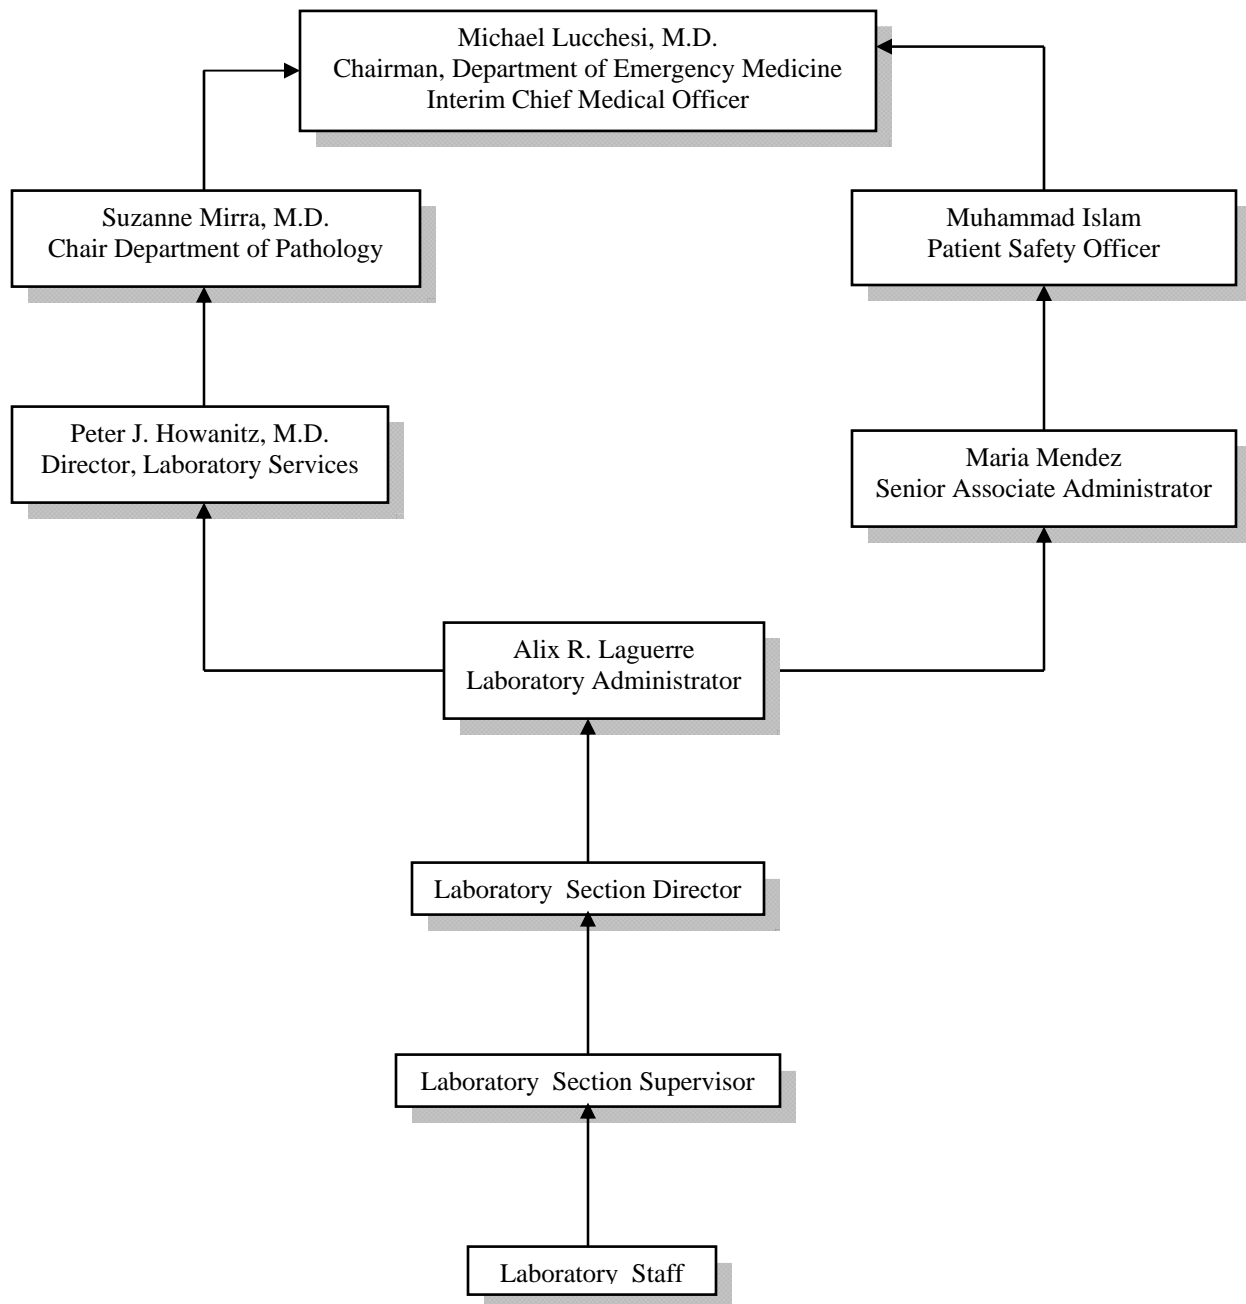 Michael Lucchesi, M.D.
Chairman, Department of Emergency Medicine
Interim Chief Medical Officer
Suzanne Mirra, M.D.
Chair Department of Pathology
Muhammad Islam
Patient Safety Officer
Peter J. Howanitz, M.D.
Director, Laboratory Services
Maria Mendez
Senior Associate Administrator
Alix R. Laguerre
Laboratory Administrator
Laboratory  Section Director
Laboratory  Section Supervisor
Laboratory  Staff